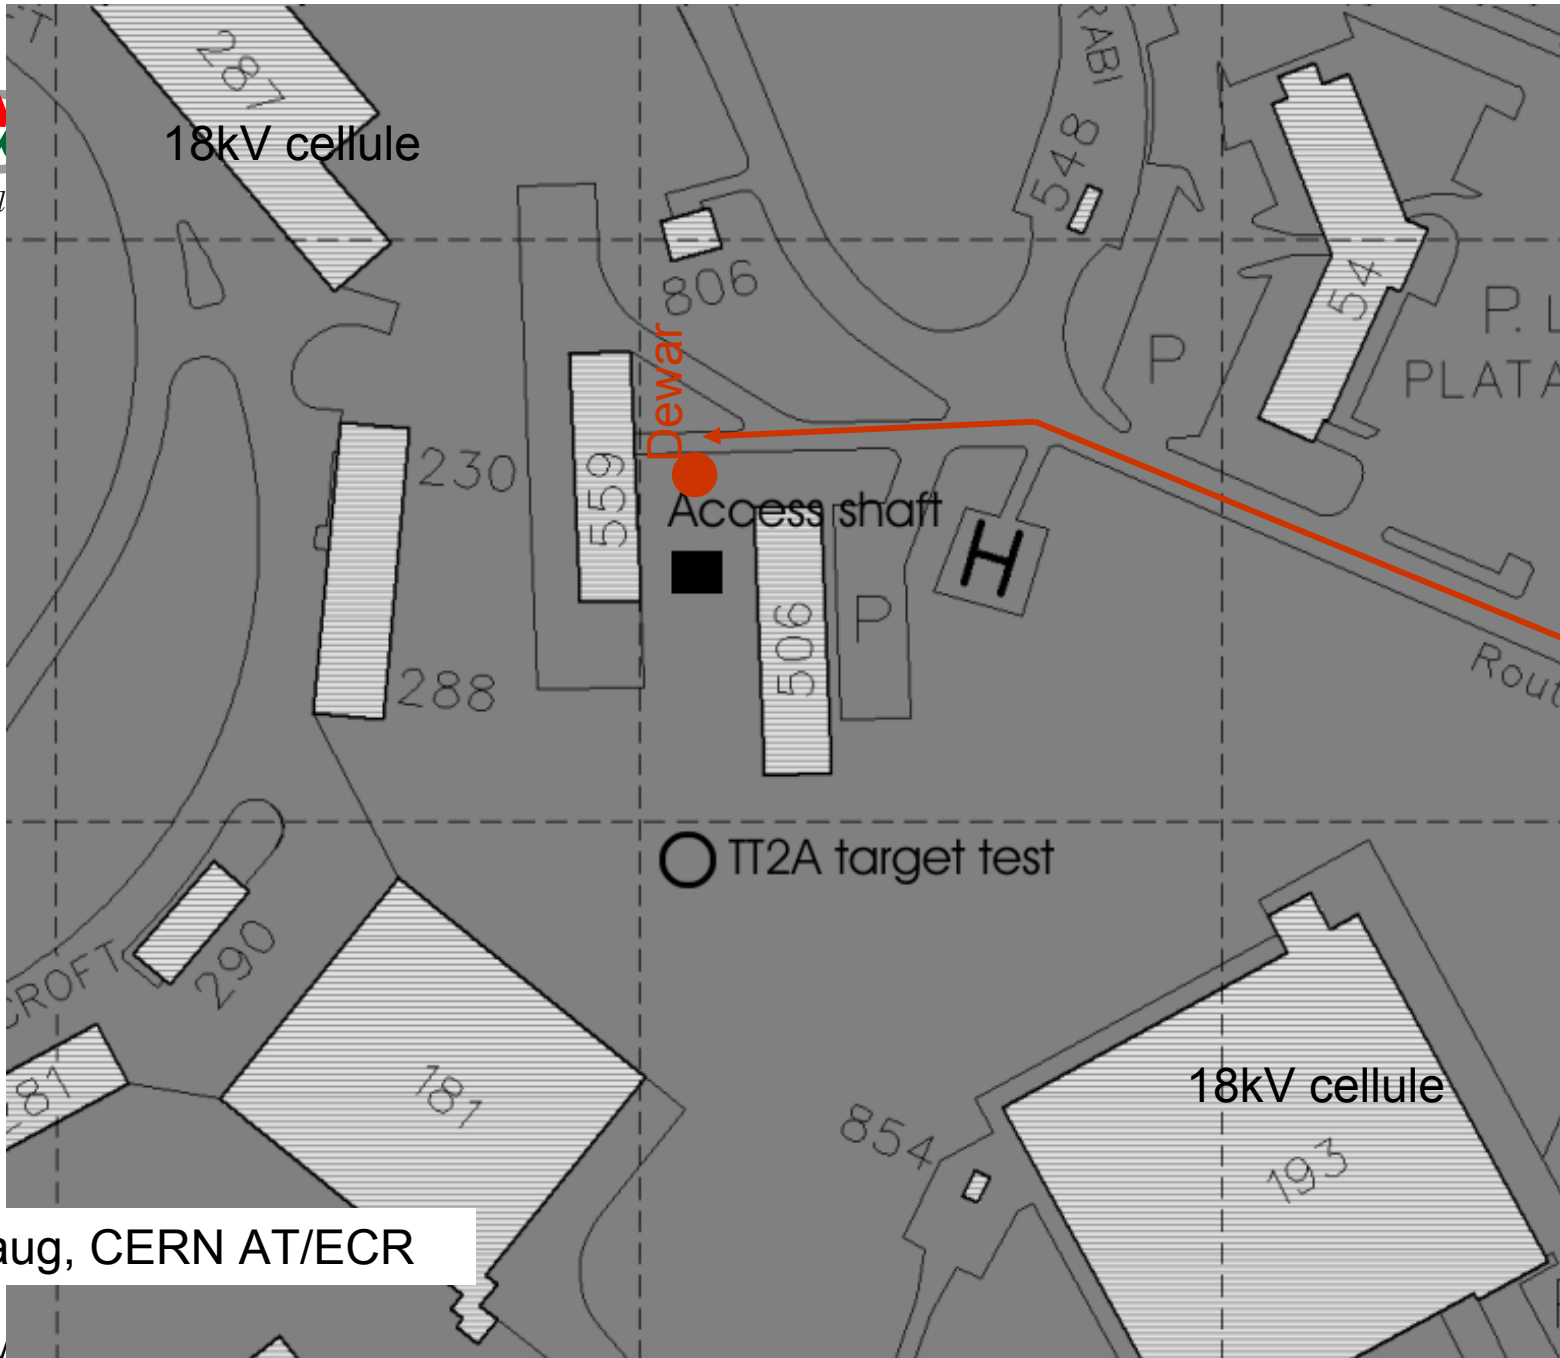 RABI
287
18kV cellule
548
806
54
P. L
P
PLATA
Dewar
230
559
Access shaft
H
506
P
288
Rout
TT2A target test
290
CROFT
281
181
18kV cellule
854
193
aug, CERN AT/ECR